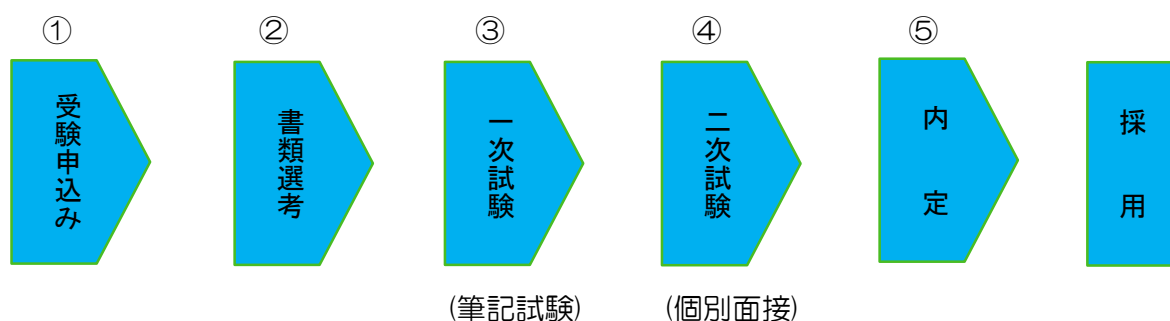 ① ② ③ ④ ⑤
受験申込み
書類選考
一次試験
二次試験
内定
採用
(筆記試験) (個別面接)